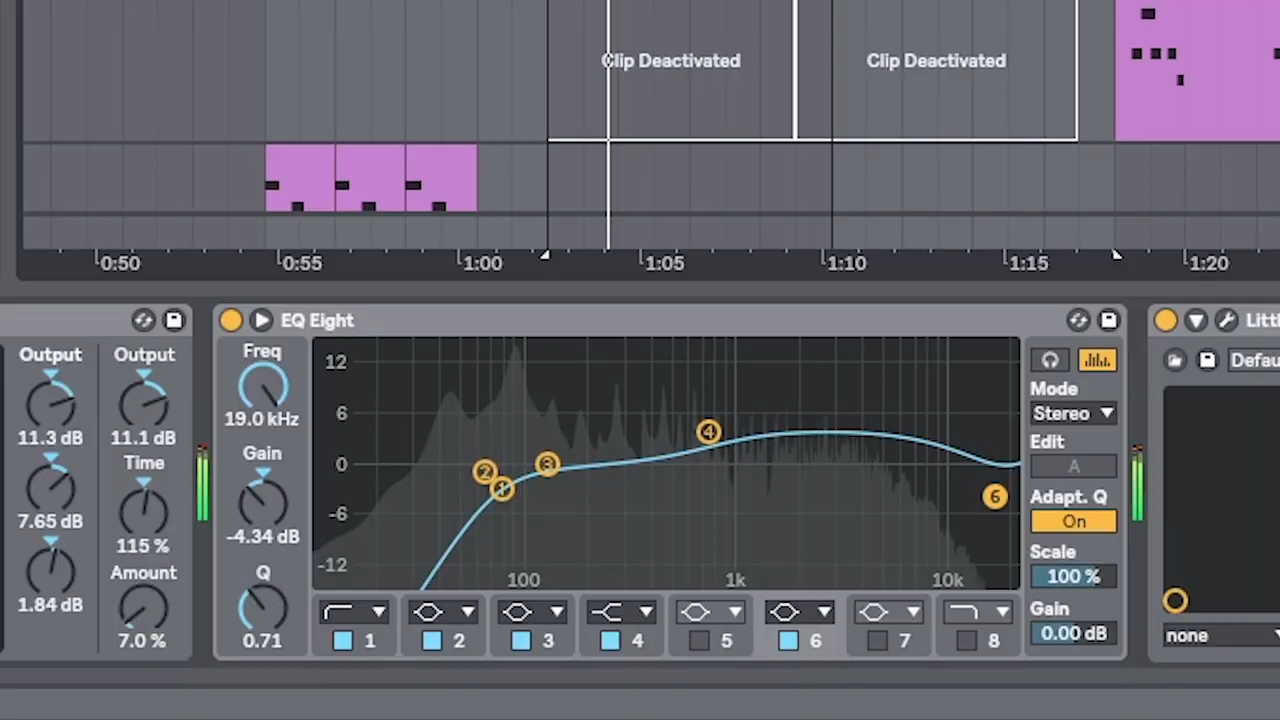 Clip Deactivated Clip Deactivated
0:50 0:55 1:00 1:05 1:10 1:15 1:20
EQ Eight
Output Output
11.3 dB 11.1 dB
Time
7.65 dB
115 %
Amount
1.84 dB
7.0 %
Freq
19.0 kHz
Gain
-4.34 dB
Q
0.71
12
6
0
-6
-12
100 1k 10k
1 2 3 4 6
1 2 3 4 5 6 7 8
Mode
Stereo
Edit
A
Adapt. Q
On
Scale
100 %
Gain
0.00 dB
Littl
Defau
none